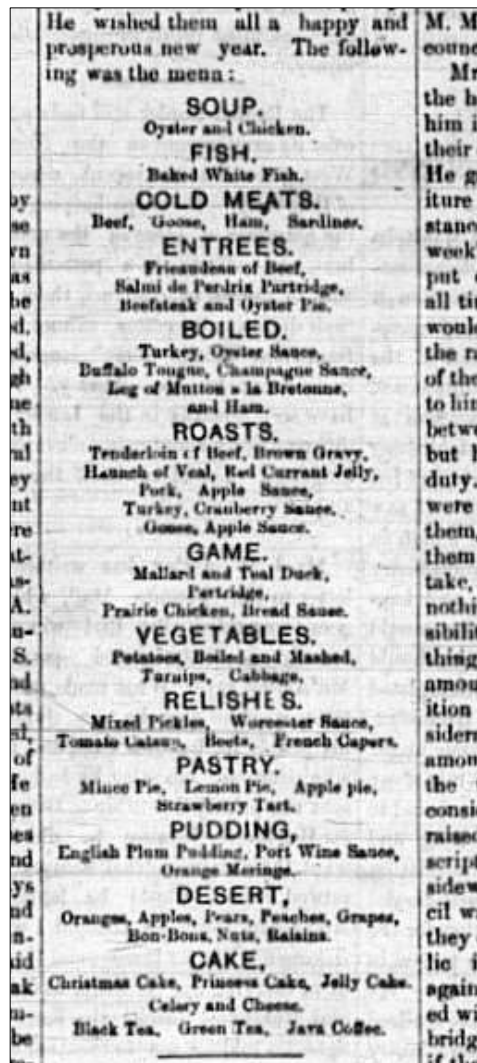 He wished them all a happy and
prosperous new year. The follow-
ing was the menu:
SOUP.
Oyster and Chicken.
FISH.
Baked White Fish.
COLD MEATS.
Beef, Goose, Ham, Sardines.
ENTREES.
Fricandeau of Beef,
Salmi de Perdrix Partridge,
Beefsteak and Oyster Pie.
BOILED.
Turkey, Oyster Sauce,
Buffalo Tongue, Champagne Sauce,
Leg of Mutton a la Bretonne,
and Ham.
ROASTS.
Tenderloin of Beef, Brown Gravy,
Haunch of Veal, Red Currant Jelly,
Pork, Apple Sauce,
Turkey, Cranberry Sauce.
Goose, Apple Sauce.
GAME.
Mallard and Teal Duck,
Partridge,
Prairie Chicken, Bread Sauce.
VEGETABLES.
Potatoes, Boiled and Mashed,
Turnips, Cabbage,
RELISHES.
Mixed Pickles, Worcester Sauce,
Tomato Catsup, Beets, French Capers.
PASTRY.
Mince Pie, Lemon Pie, Apple pie,
Strawberry Tart.
PUDDING,
English Plum Pudding, Port Wine Sauce,
Orange Meringe.
DESERT,
Oranges, Apples, Pears, Peaches, Grapes,
Bon-Bons, Nuts, Raisins.
CAKE,
Christmas Cake, Princess Cake, Jelly Cake.
Celery and Cheese.
Black Tea, Green Tea, Java Coffee.